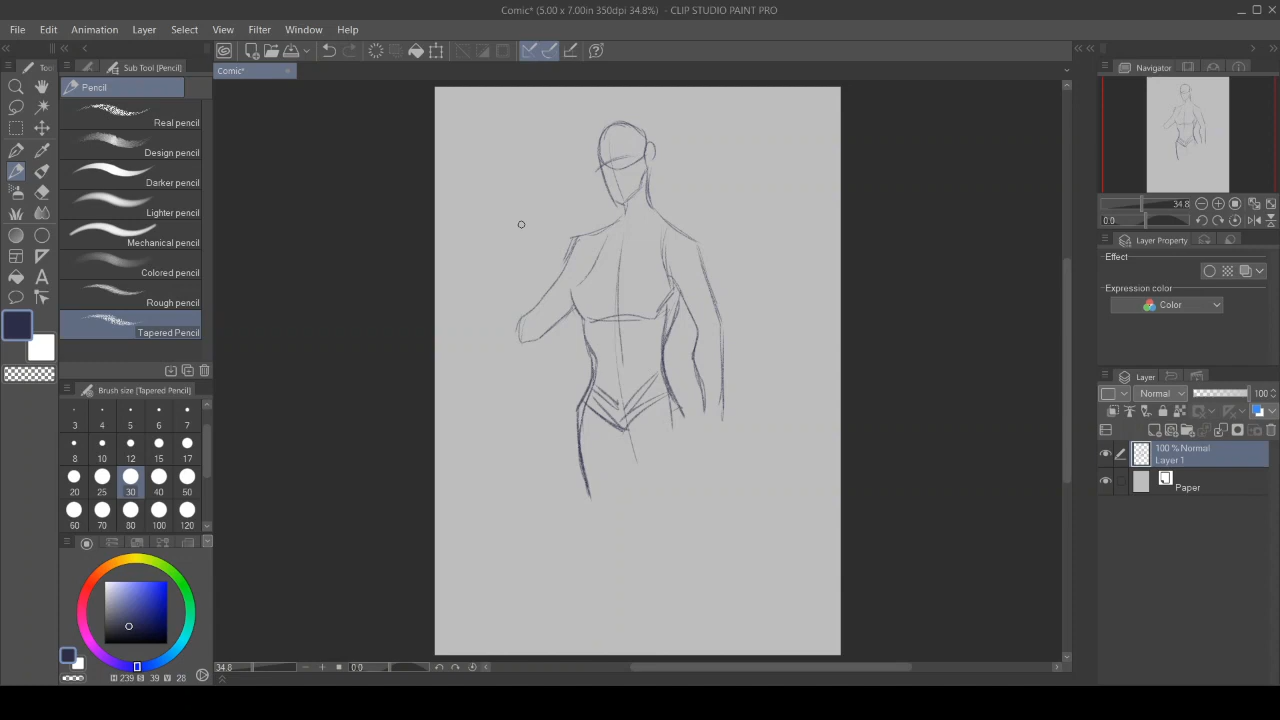 Comic* (5.00 x 7.00in 350dpi 34.8%) - CLIP STUDIO PAINT PRO
File Edit Animation Layer Select View Filter Window Help
Too
Sub Tool [Pencil]
Comic*
Navigator
Pencil
Real pencil
Design pencil
Darker pencil
Lighter pencil
Mechanical pencil
Colored pencil
Rough pencil
Tapered Pencil
34.8
0.0
Layer Property
Effect
Expression color
Color
Brush size [Tapered Pencil]
3 4 5 6 7
8 10 12 15 17
20 25 30 40 50
60 70 80 100 120
Layer
Normal 100
100 % Normal
Layer 1
Paper
34.8 0.0
H 239 S 39 V 28